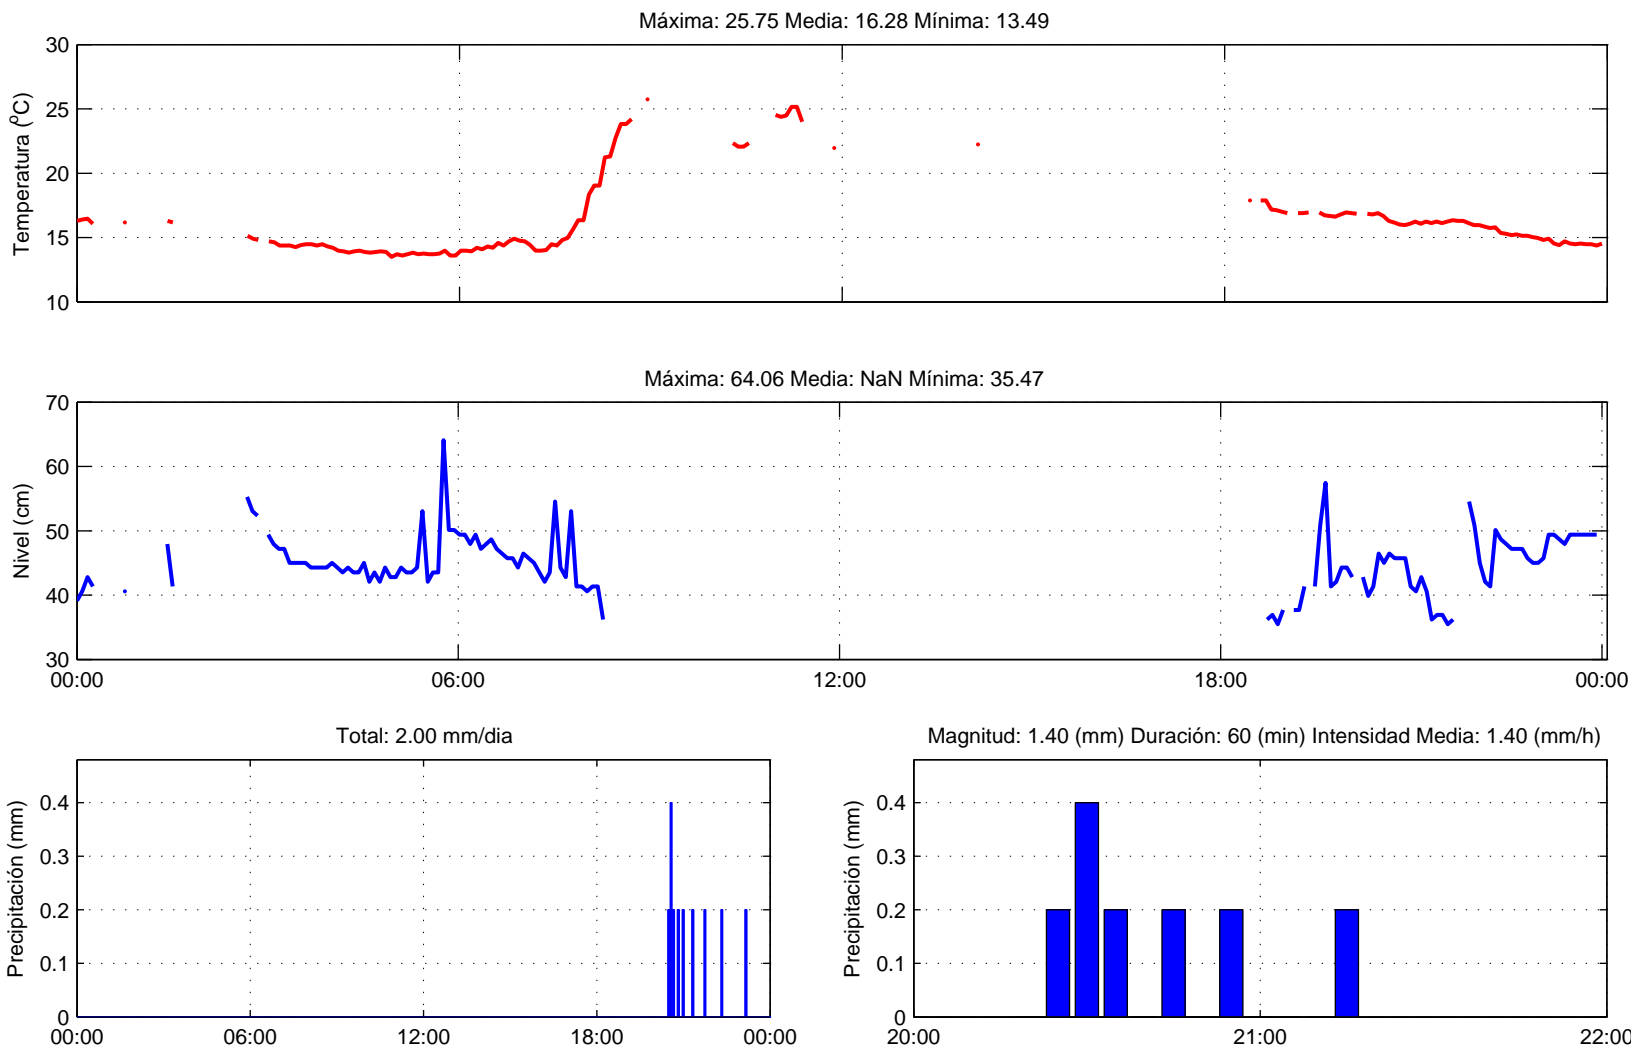 Máxima: 25.75 Media: 16.28 Mínima: 13.49
Temperatura (ºC)
30
25
20
15
10
Máxima: 64.06 Media: NaN Mínima: 35.47
Nivel (cm)
70
60
50
40
30
00:00 06:00 12:00 18:00 00:00
Total: 2.00 mm/dia
Precipitación (mm)
0.4
0.3
0.2
0.1
0
00:00 06:00 12:00 18:00 00:00
Magnitud: 1.40 (mm) Duración: 60 (min) Intensidad Media: 1.40 (mm/h)
Precipitación (mm)
0.4
0.3
0.2
0.1
0
20:00 21:00 22:00